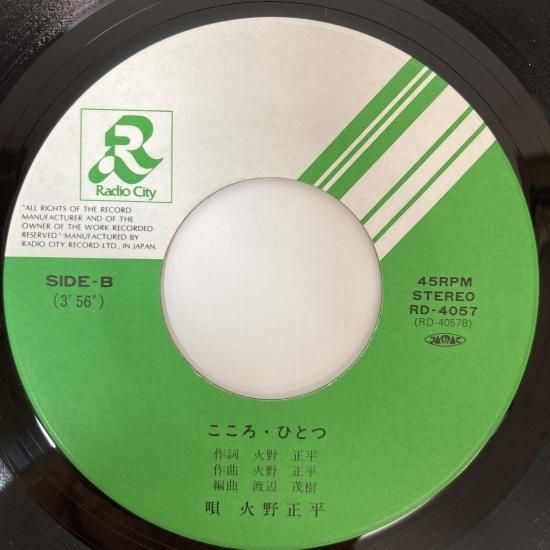 R
Radio City
"ALL RIGHTS OF THE RECORD
MANUFACTURER AND OF THE
OWNER OF THE WORK RECORDED
RESERVED." MANUFACTURED BY
RADIO CITY RECORD LTD., IN JAPAN.
SIDE-B
(3'56")
45RPM
STEREO
RD-4057
(RD-4057B)
JASRAC
こころ・ひとつ
作詞 火野 正平
作曲 火野 正平
編曲 渡辺 茂樹
唄 火野正平